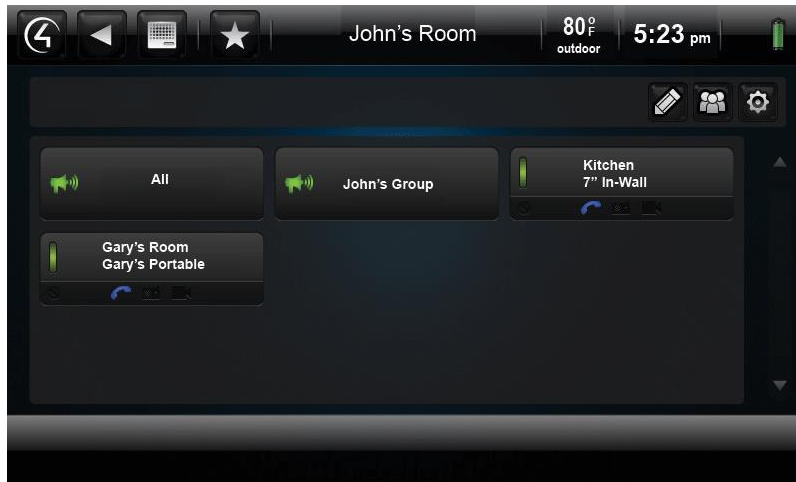 John's Room
80°F
outdoor
5:23 pm
All
John's Group
Kitchen
7" In-Wall
Gary's Room
Gary's Portable